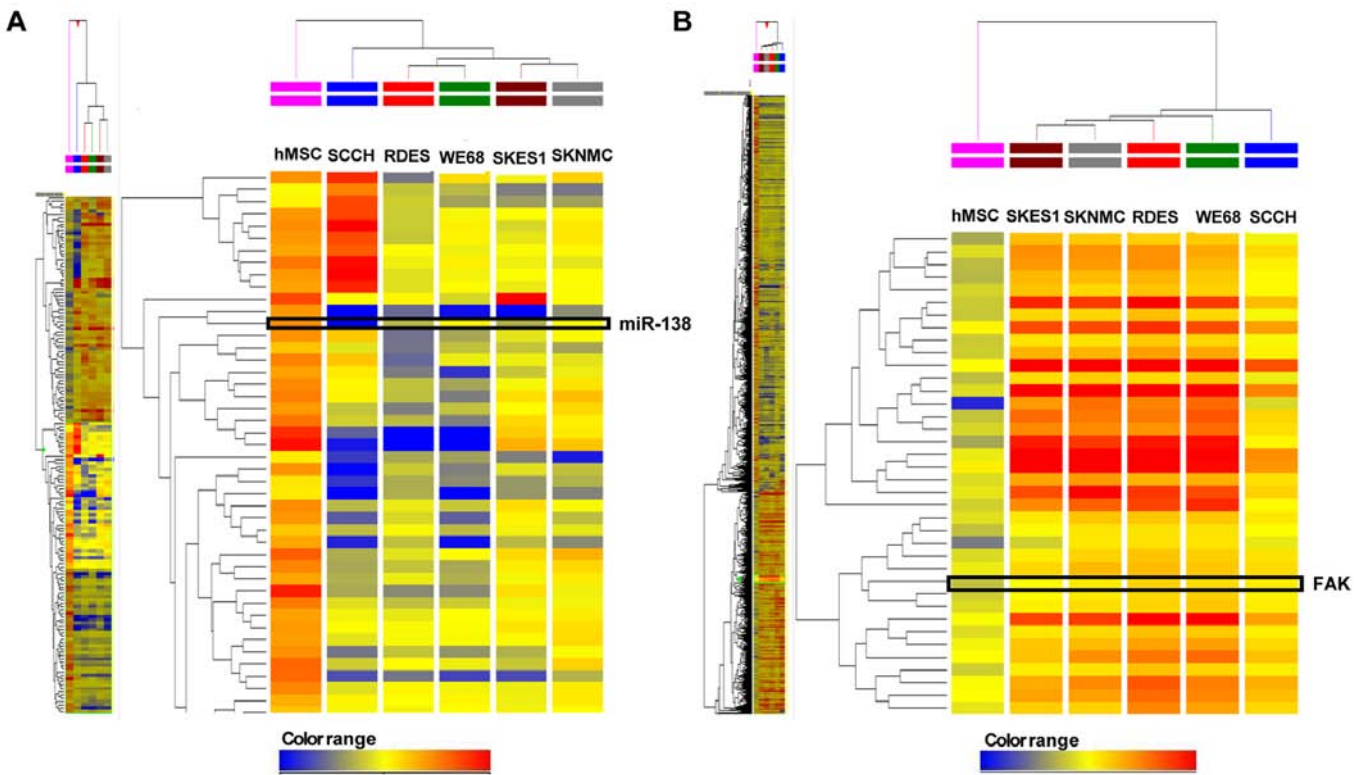 A
hMSC SCCH RDES WE68 SKES1 SKNMC
miR-138
Color range
B
hMSC SKES1 SKNMC RDES WE68 SCCH
FAK
Color range